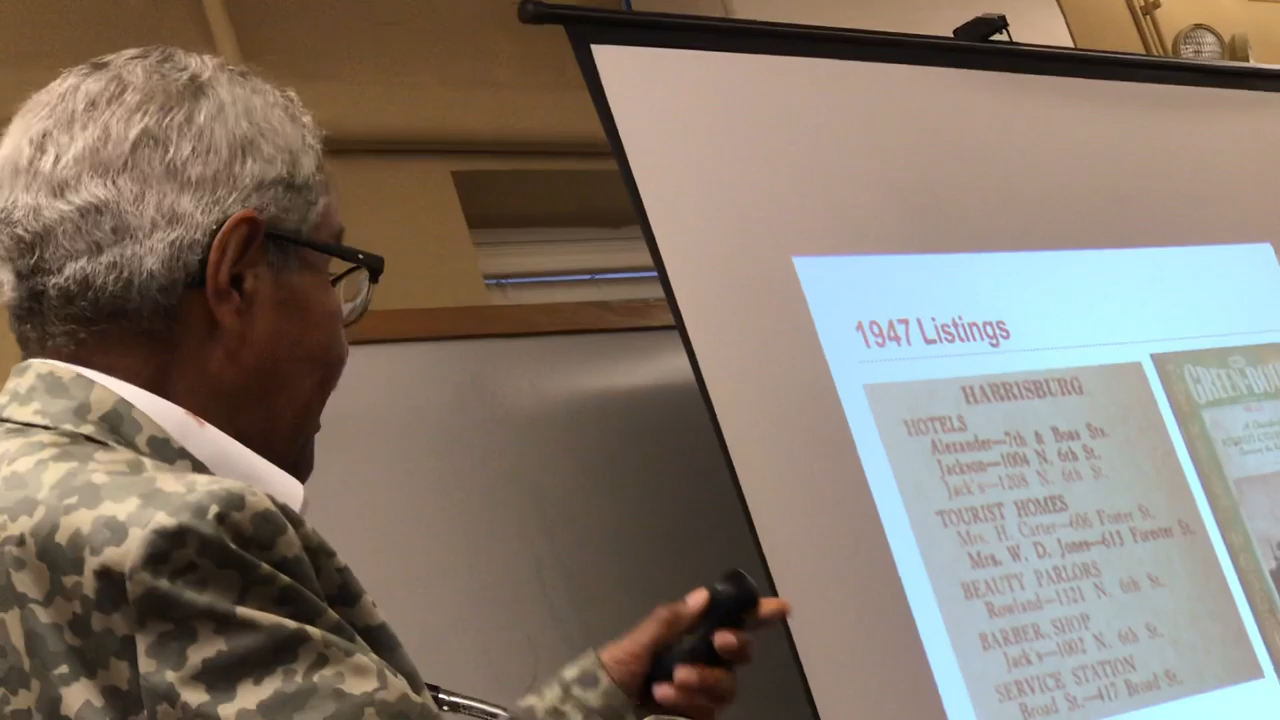 1947 Listings
HARRISBURG
HOTELS
Alexander—7th & Boas Sts.
Jackson—1004 N. 6th St.
Jack's—1208 N. 6th St.
TOURIST HOMES
Mrs. H. Carter—606 Foster St.
Mrs. W. D. Jones—613 Forester St.
BEAUTY PARLORS
Rowland—1321 N. 6th St.
BARBER SHOP
Jack's—1002 N. 6th St.
SERVICE STATION
Broad St.—417 Broad St.
GREEN-BOO